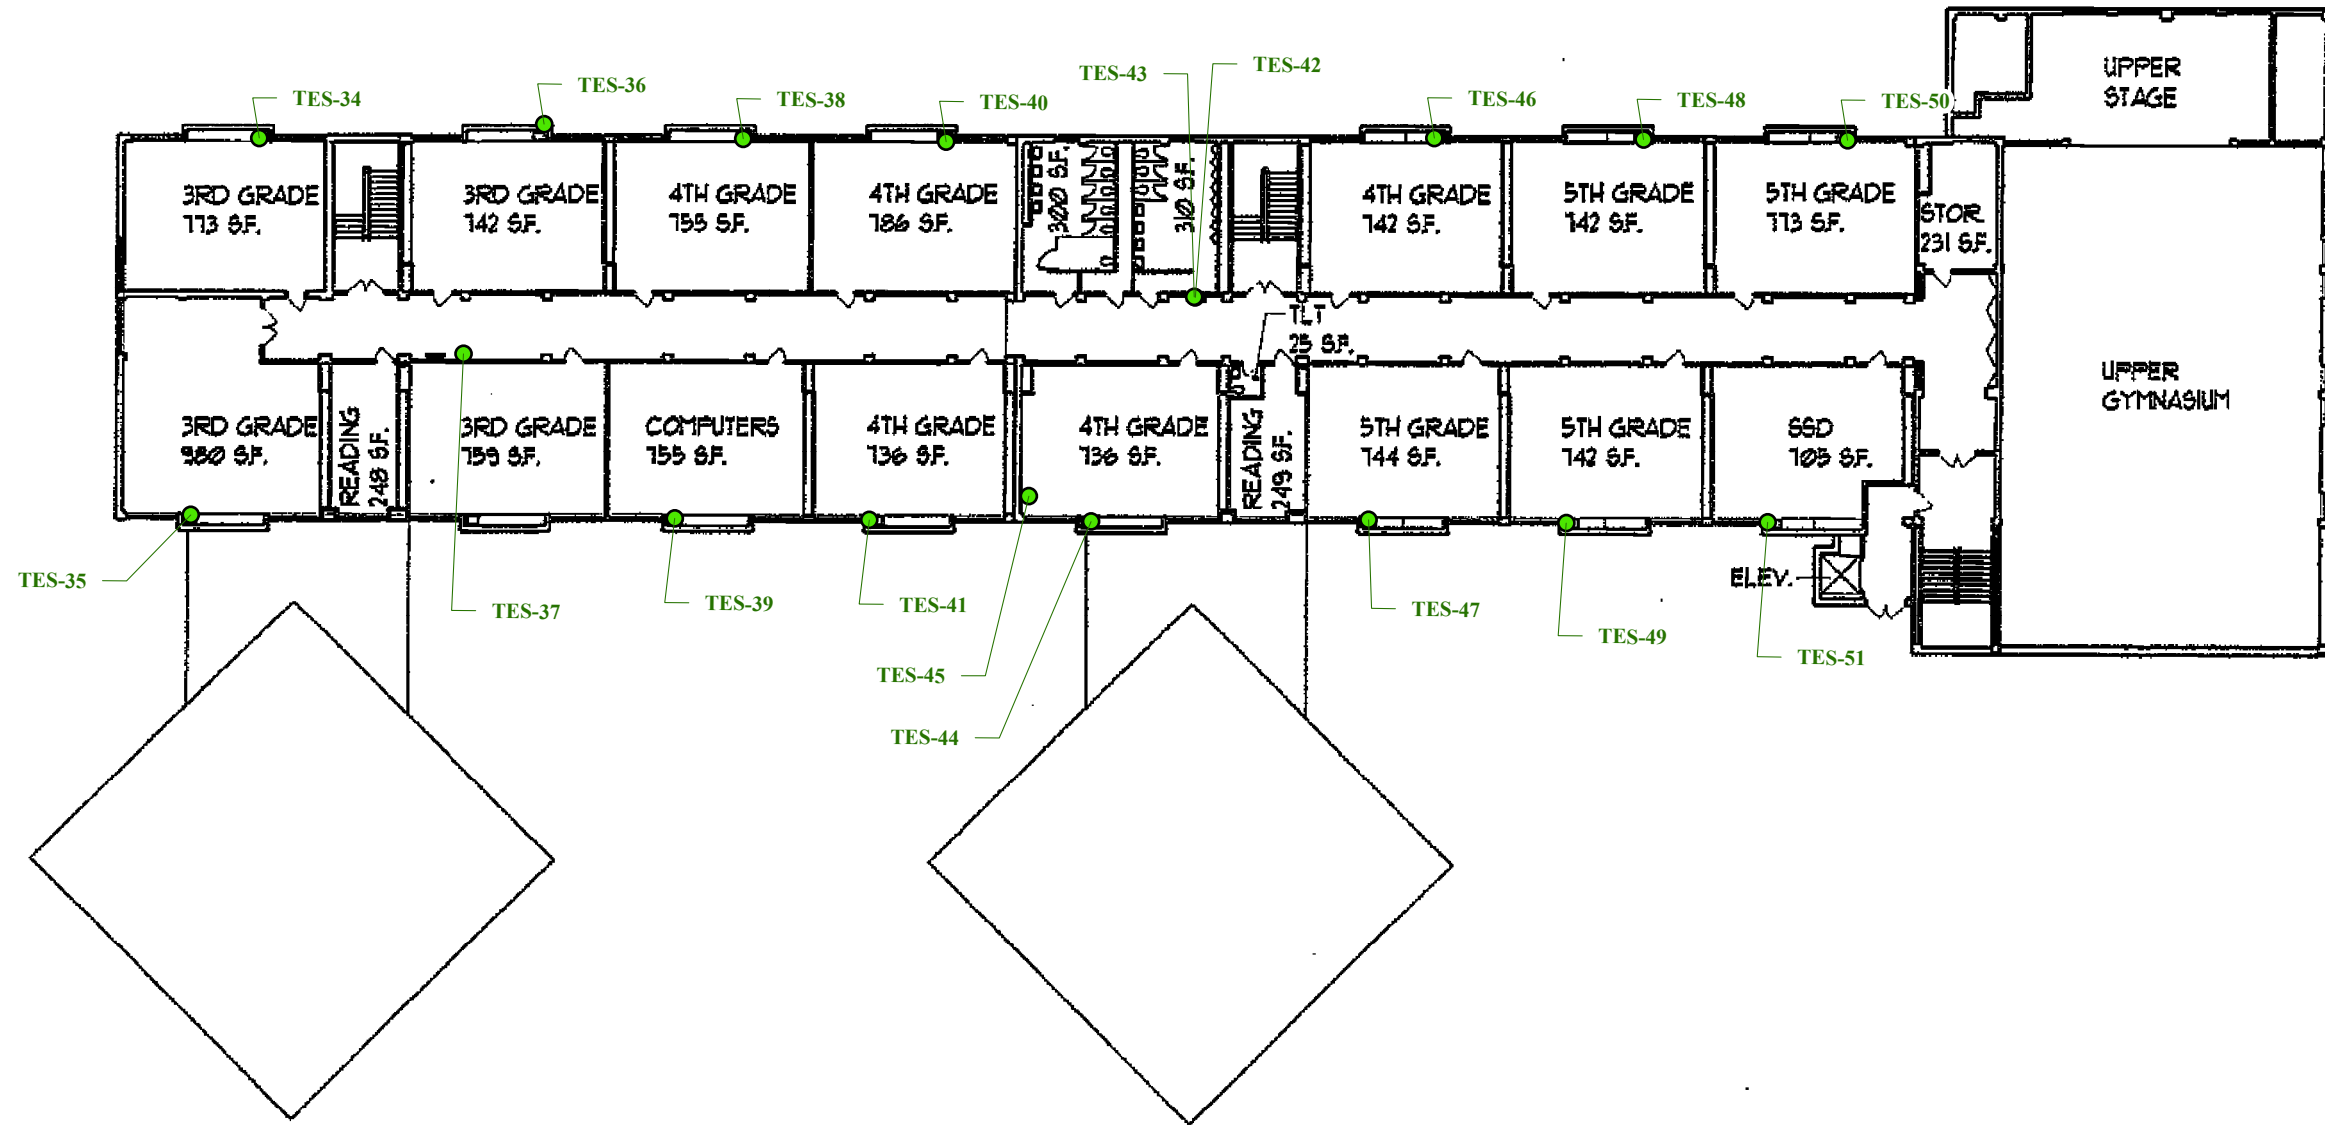 UPPER
STAGE
TES-34
TES-36
TES-38
TES-40
TES-43
TES-42
TES-46
TES-48
TES-50
3RD GRADE
773 S.F.
3RD GRADE
742 S.F.
4TH GRADE
755 S.F.
4TH GRADE
786 S.F.
300 S.F.
310 S.F.
4TH GRADE
742 S.F.
5TH GRADE
742 S.F.
5TH GRADE
773 S.F.
STOR.
231 S.F.
TLT
25 S.F.
UPPER
GYMNASIUM
3RD GRADE
980 S.F.
READING
248 S.F.
3RD GRADE
759 S.F.
COMPUTERS
755 S.F.
4TH GRADE
736 S.F.
4TH GRADE
736 S.F.
READING
249 S.F.
5TH GRADE
744 S.F.
5TH GRADE
742 S.F.
SSD
705 S.F.
ELEV.
TES-35
TES-37
TES-39
TES-41
TES-45
TES-44
TES-47
TES-49
TES-51